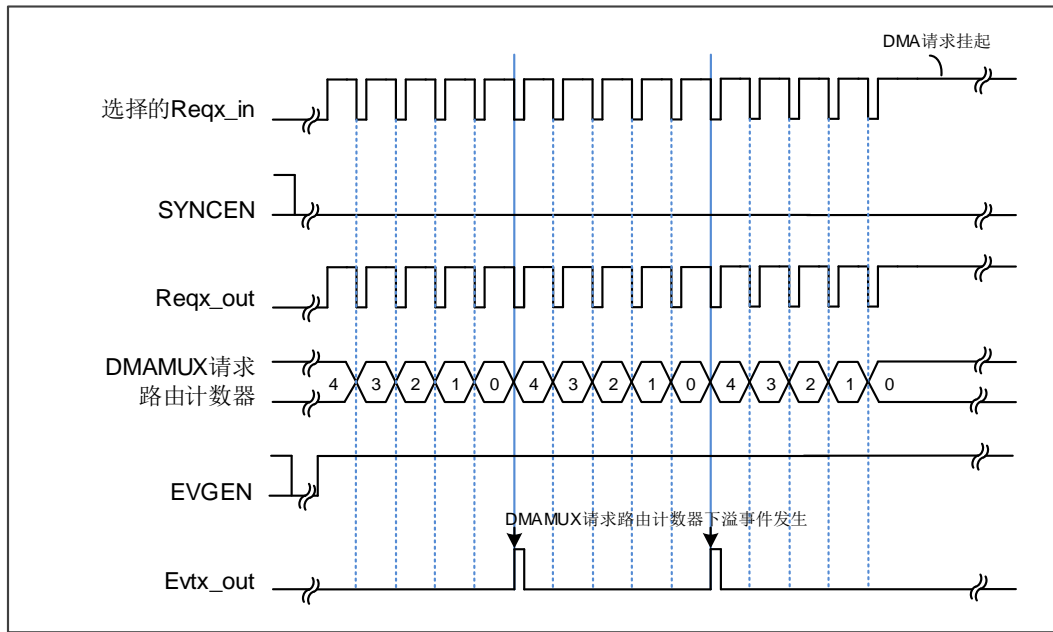 DMA请求挂起
选择的Reqx_in
SYNCEN
Reqx_out
DMAMUX请求
路由计数器
4 3 2 1 0 4 3 2 1 0 4 3 2 1 0
EVGEN
DMAMUX请求路由计数器下溢事件发生
Evtx_out